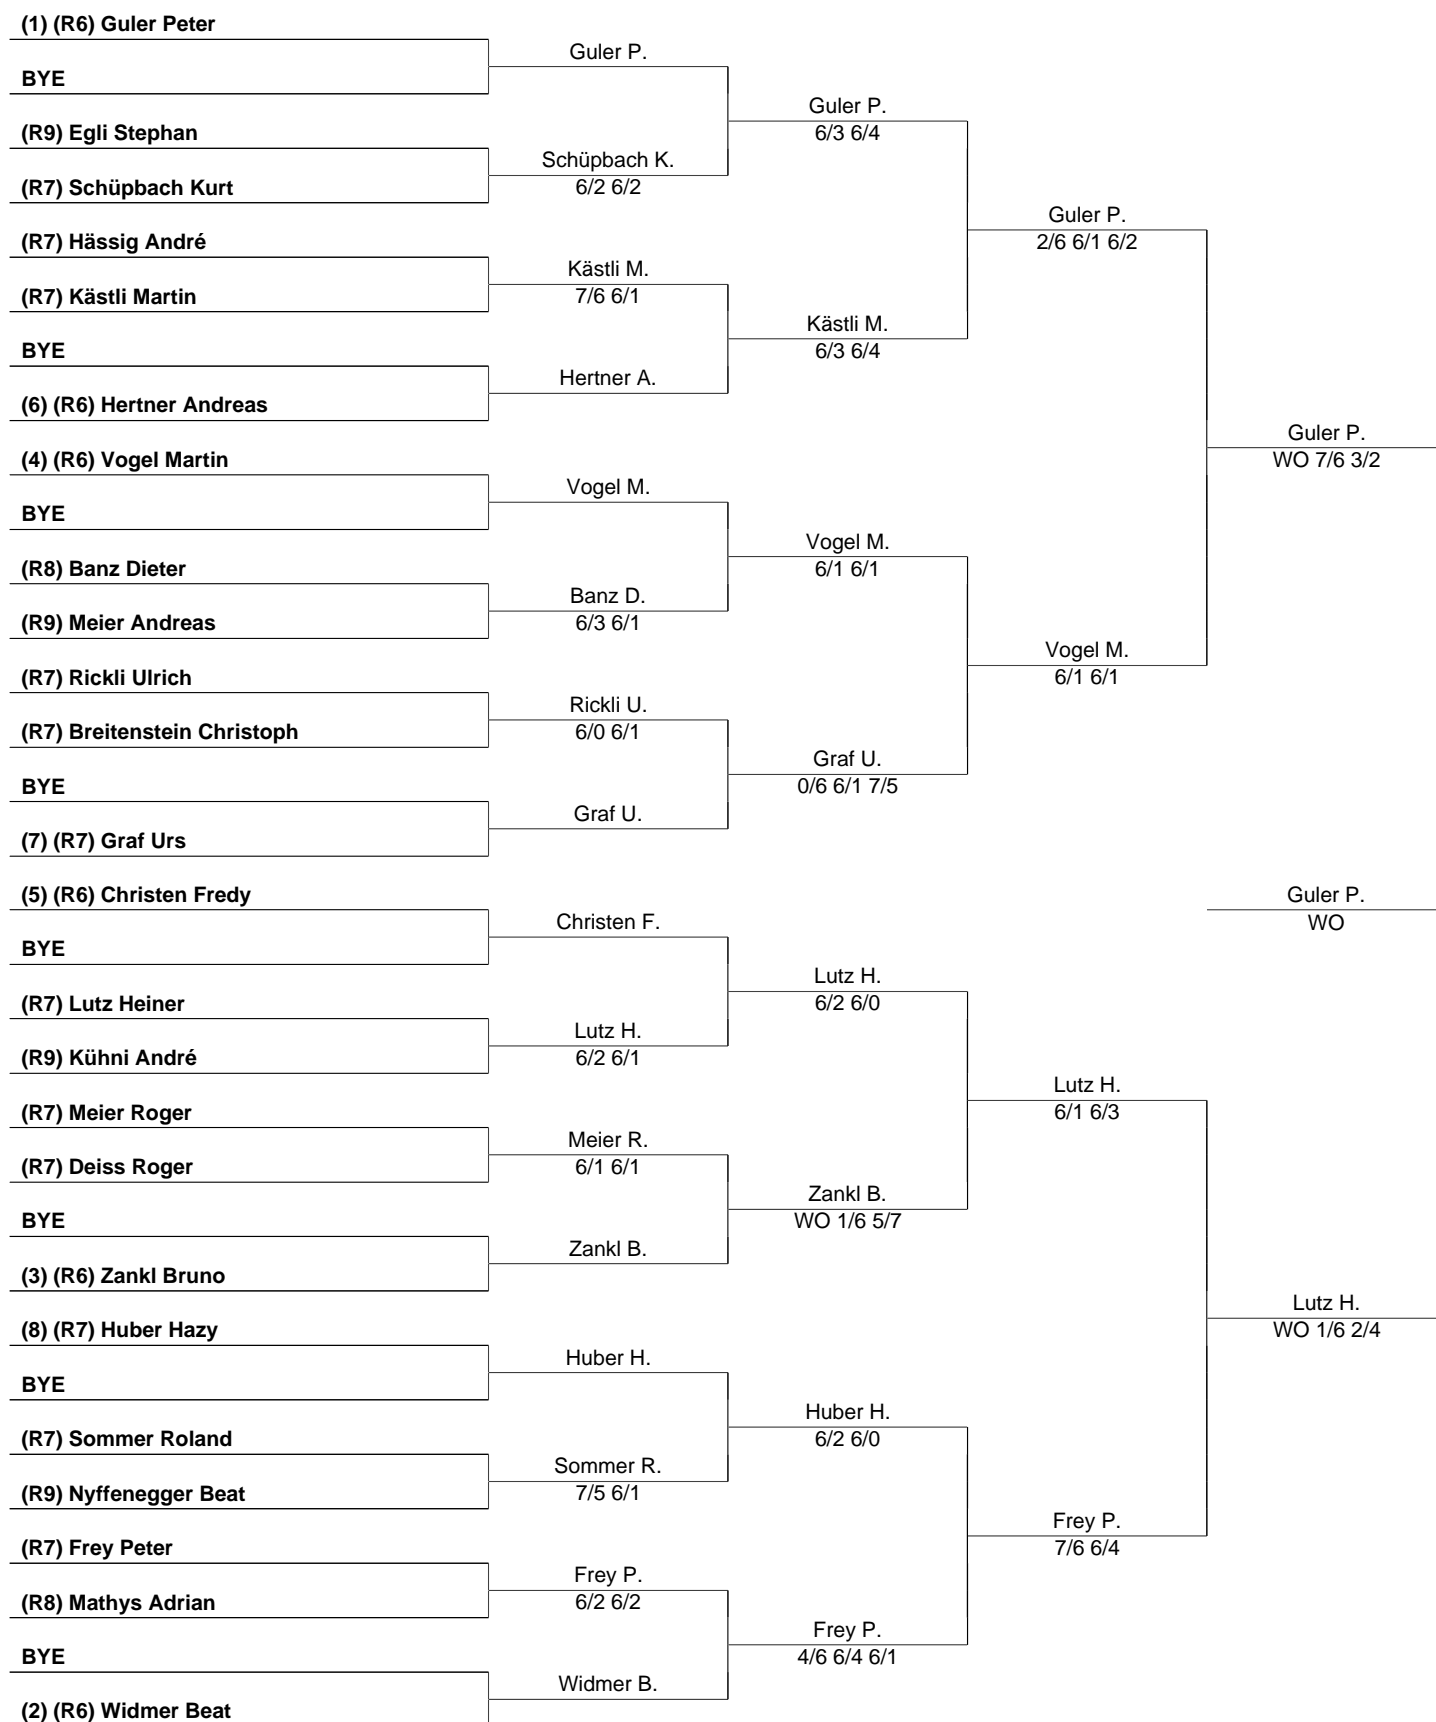 (1) (R6) Guler Peter
BYE
(R9) Egli Stephan
(R7) Schüpbach Kurt
(R7) Hässig André
(R7) Kästli Martin
BYE
(6) (R6) Hertner Andreas
(4) (R6) Vogel Martin
BYE
(R8) Banz Dieter
(R9) Meier Andreas
(R7) Rickli Ulrich
(R7) Breitenstein Christoph
BYE
(7) (R7) Graf Urs
(5) (R6) Christen Fredy
BYE
(R7) Lutz Heiner
(R9) Kühni André
(R7) Meier Roger
(R7) Deiss Roger
BYE
(3) (R6) Zankl Bruno
(8) (R7) Huber Hazy
BYE
(R7) Sommer Roland
(R9) Nyffenegger Beat
(R7) Frey Peter
(R8) Mathys Adrian
BYE
(2) (R6) Widmer Beat
Guler P.
Schüpbach K.
6/2 6/2
Kästli M.
7/6 6/1
Hertner A.
Vogel M.
Banz D.
6/3 6/1
Rickli U.
6/0 6/1
Graf U.
Christen F.
Lutz H.
6/2 6/1
Meier R.
6/1 6/1
Zankl B.
Huber H.
Sommer R.
7/5 6/1
Frey P.
6/2 6/2
Widmer B.
Guler P.
6/3 6/4
Kästli M.
6/3 6/4
Vogel M.
6/1 6/1
Graf U.
0/6 6/1 7/5
Lutz H.
6/2 6/0
Zankl B.
WO 1/6 5/7
Huber H.
6/2 6/0
Frey P.
4/6 6/4 6/1
Guler P.
2/6 6/1 6/2
Vogel M.
6/1 6/1
Lutz H.
6/1 6/3
Frey P.
7/6 6/4
Guler P.
WO 7/6 3/2
Guler P.
WO
Lutz H.
WO 1/6 2/4